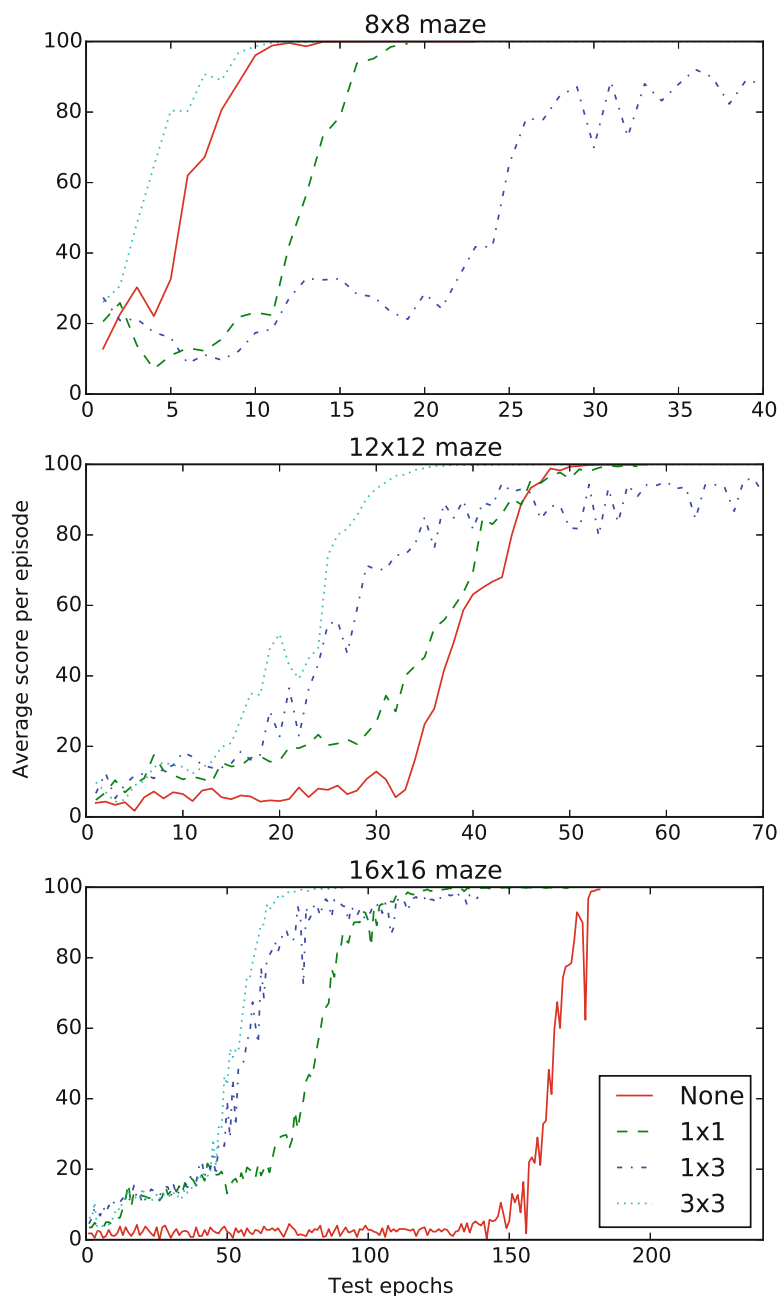 8x8 maze
100
80
60
40
20
0
0 5 10 15 20 25 30 35 40
12x12 maze
100
80
60
40
20
0
0 10 20 30 40 50 60 70
Average score per episode
16x16 maze
100
80
60
40
20
0
0 50 100 150 200
None
1x1
1x3
3x3
Test epochs